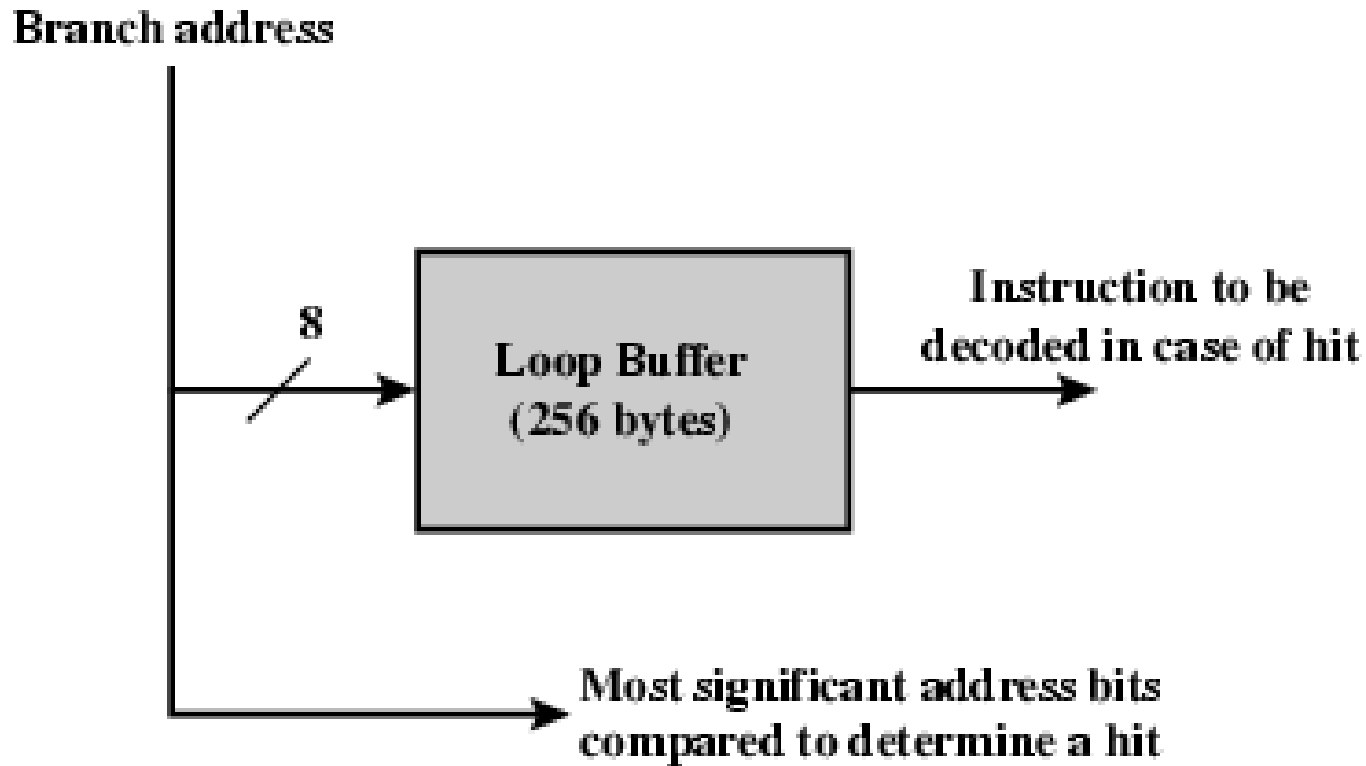 Branch address
8
Loop Buffer
(256 bytes)
Instruction to be
decoded in case of hit
Most significant address bits
compared to determine a hit